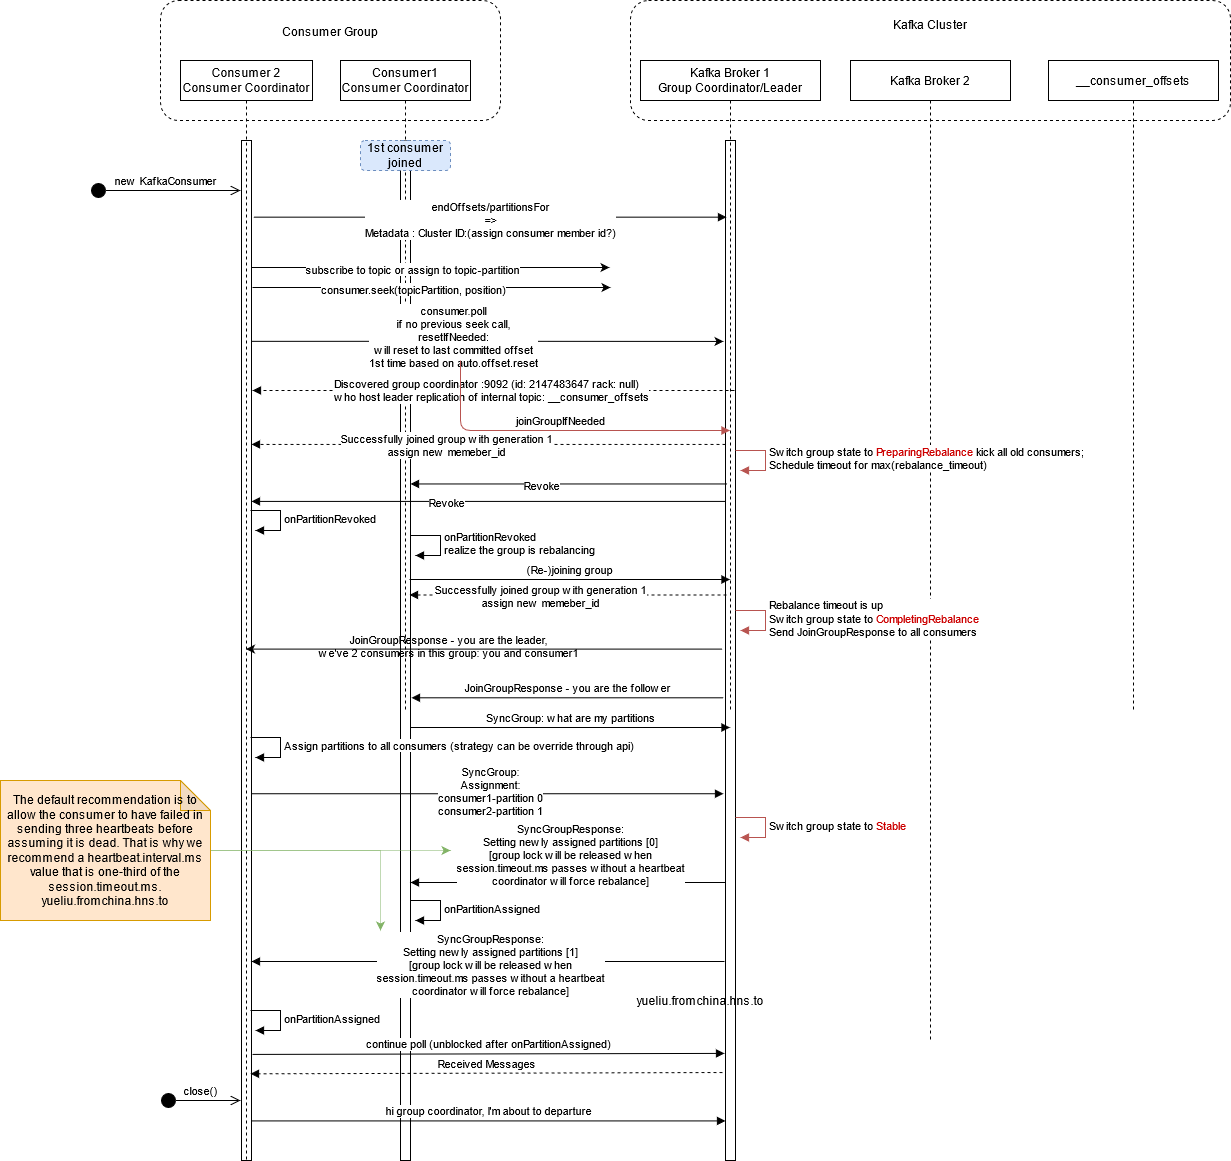 Consumer Group
Kafka Cluster
Consumer 2
Consumer Coordinator
Consumer1
Consumer Coordinator
Kafka Broker 1
Group Coordinator/Leader
Kafka Broker 2
__consumer_offsets
1st consumer
joined
new KafkaConsumer
endOffsets/partitionsFor
=>
Metadata : Cluster ID:(assign consumer member id?)
subscribe to topic or assign to topic-partition
consumer.seek(topicPartition, position)
consumer.poll
if no previous seek call,
resetIfNeeded:
will reset to last committed offset
1st time based on auto.offset.reset
Discovered group coordinator :9092 (id: 2147483647 rack: null)
who host leader replication of internal topic: __consumer_offsets
joinGroupIfNeeded
Successfully joined group with generation 1
assign new memeber_id
Switch group state to PreparingRebalance kick all old consumers;
Schedule timeout for max(rebalance_timeout)
Revoke
Revoke
onPartitionRevoked
onPartitionRevoked
realize the group is rebalancing
(Re-)joining group
Successfully joined group with generation 1
assign new memeber_id
Rebalance timeout is up
Switch group state to CompletingRebalance
Send JoinGroupResponse to all consumers
JoinGroupResponse - you are the leader,
we've 2 consumers in this group: you and consumer1
JoinGroupResponse - you are the follower
SyncGroup: what are my partitions
Assign partitions to all consumers (strategy can be override through api)
SyncGroup:
Assignment:
consumer1-partition 0
consumer2-partition 1
The default recommendation is to
allow the consumer to have failed in
sending three heartbeats before
assuming it is dead. That is why we
recommend a heartbeat.interval.ms
value that is one-third of the
session.timeout.ms.
yueliu.fromchina.hns.to
Switch group state to Stable
SyncGroupResponse:
Setting newly assigned partitions [0]
[group lock will be released when
session.timeout.ms passes without a heartbeat
coordinator will force rebalance]
onPartitionAssigned
SyncGroupResponse:
Setting newly assigned partitions [1]
[group lock will be released when
session.timeout.ms passes without a heartbeat
coordinator will force rebalance]
yueliu.fromchina.hns.to
onPartitionAssigned
continue poll (unblocked after onPartitionAssigned)
Received Messages
close()
hi group coordinator, I'm about to departure